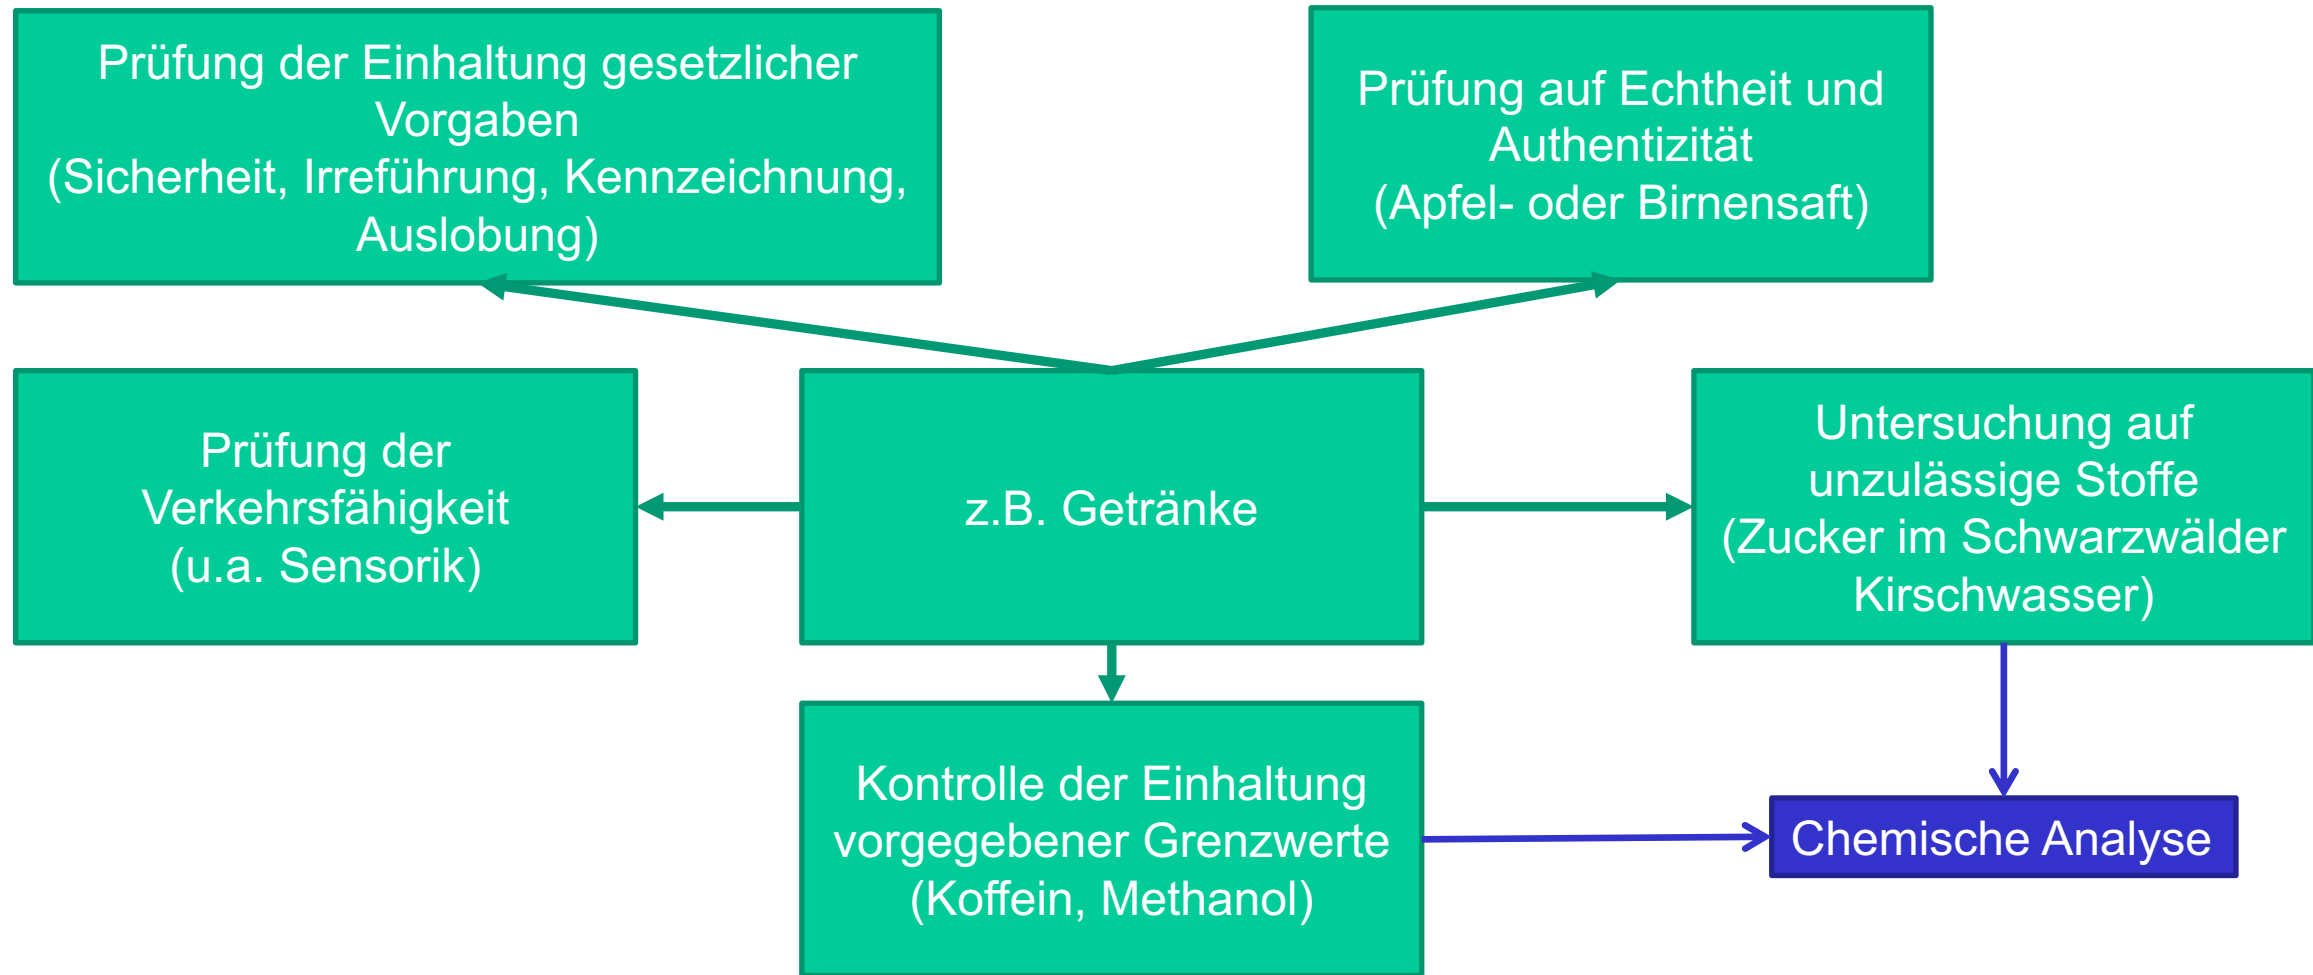 Prüfung der Einhaltung gesetzlicher
Vorgaben
(Sicherheit, Irreführung, Kennzeichnung,
Auslobung)
Prüfung auf Echtheit und
Authentizität
(Apfel- oder Birnensaft)
Prüfung der
Verkehrsfähigkeit
(u.a. Sensorik)
z.B. Getränke
Untersuchung auf
unzulässige Stoffe
(Zucker im Schwarzwälder
Kirschwasser)
Kontrolle der Einhaltung
vorgegebener Grenzwerte
(Koffein, Methanol)
Chemische Analyse